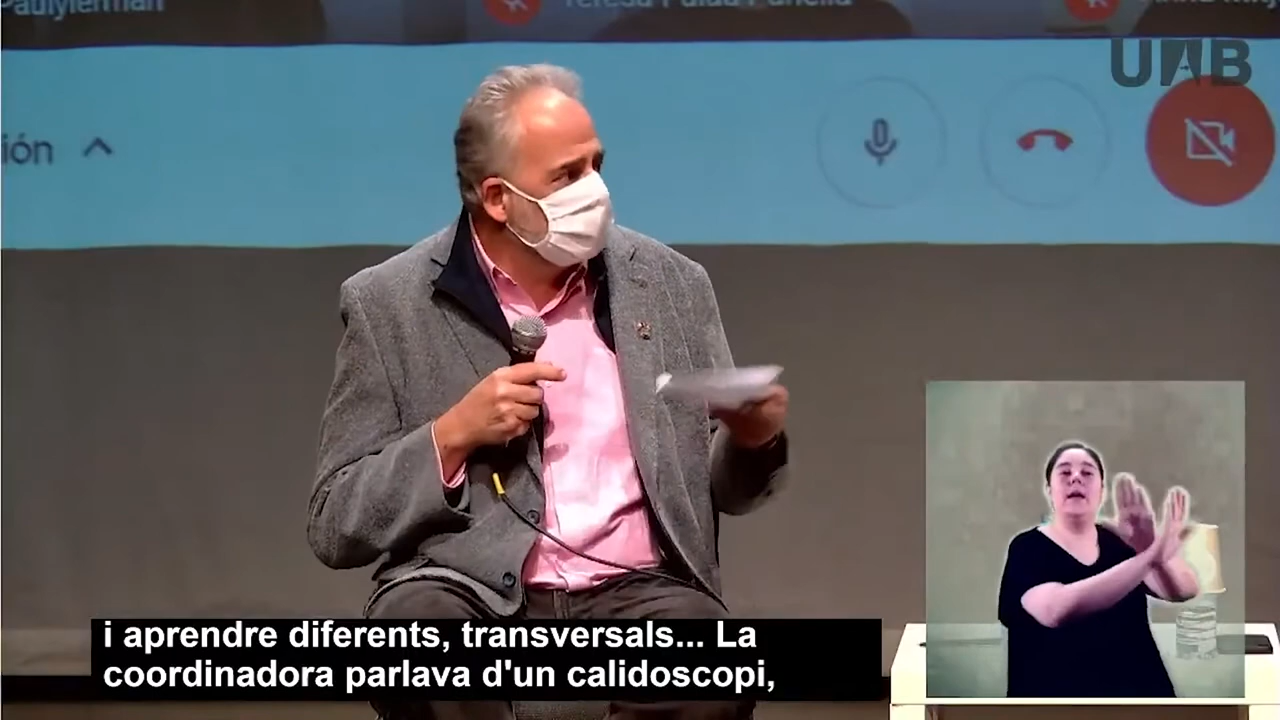 UAB
ión
i aprendre diferents, transversals... La
coordinadora parlava d'un calidoscopi,